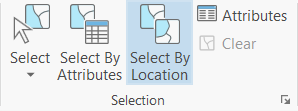 Select
Select By
Attributes
Select By
Location
Attributes
Clear
Selection